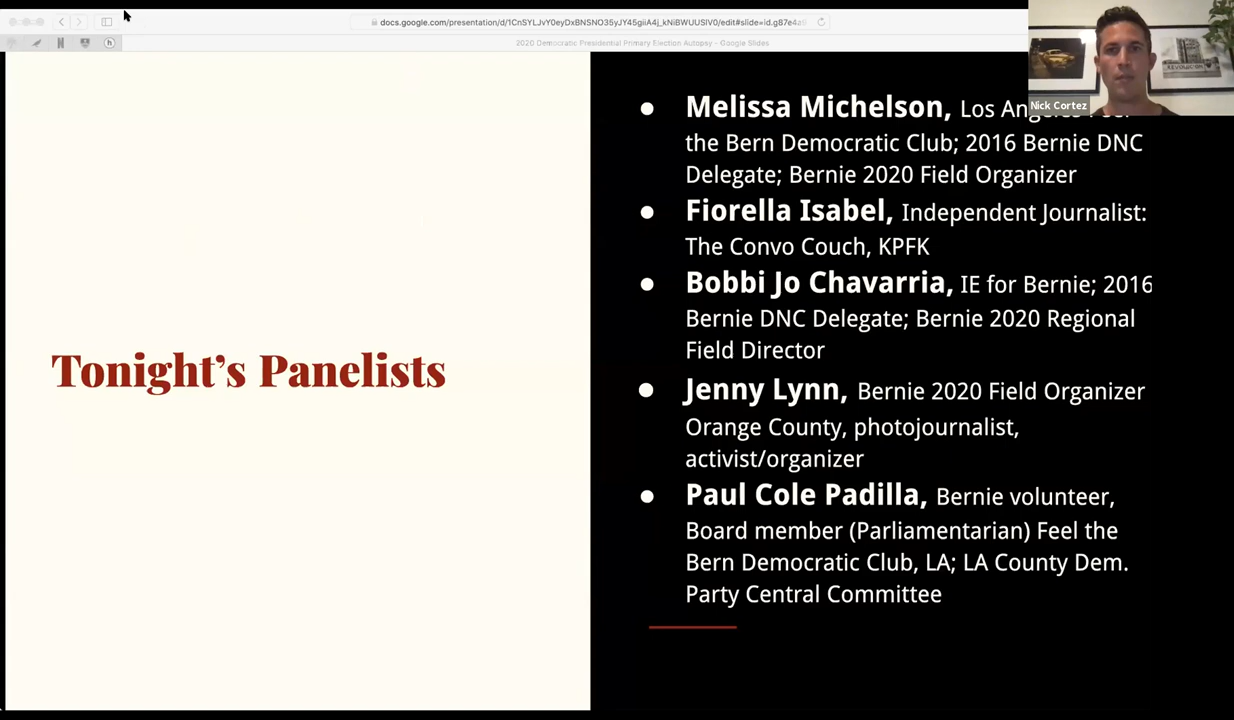 docs.google.com/presentation/d/
2020 Democratic Presidential Primary Election Autopsy – Google Slides
Nick Cortez
Tonight's Panelists
● Melissa Michelson, Los
the Bern Democratic Club; 2016 Bernie DNC
Delegate; Bernie 2020 Field Organizer
● Fiorella Isabel, Independent Journalist:
The Convo Couch, KPFK
● Bobbi Jo Chavarria, IE for Bernie; 2016
Bernie DNC Delegate; Bernie 2020 Regional
Field Director
● Jenny Lynn, Bernie 2020 Field Organizer
Orange County, photojournalist,
activist/organizer
● Paul Cole Padilla, Bernie volunteer,
Board member (Parliamentarian) Feel the
Bern Democratic Club, LA; LA County Dem.
Party Central Committee